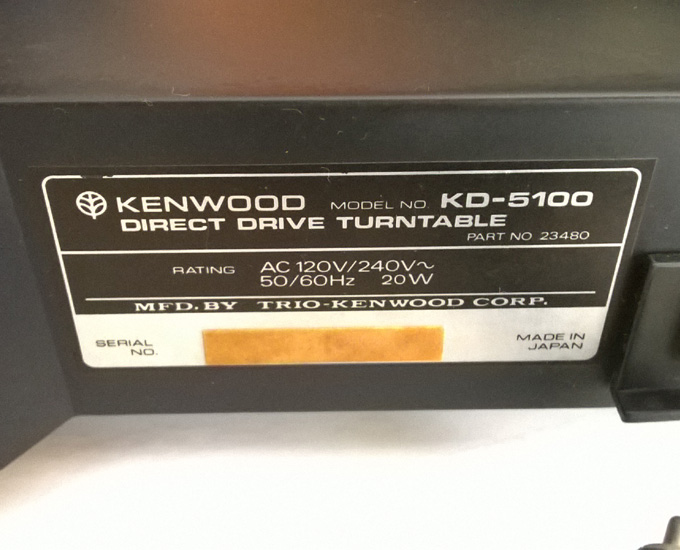 KENWOOD MODEL NO. KD-5100
DIRECT DRIVE TURNTABLE
PART NO 23480
RATING AC 120V/240V~
50/60Hz 20W
MFD. BY TRIO-KENWOOD CORP.
SERIAL NO.
MADE IN JAPAN